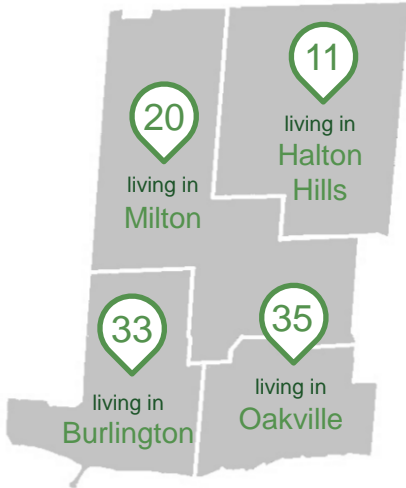 11
living in
Halton
Hills
20
living in
Milton
33
living in
Burlington
35
living in
Oakville